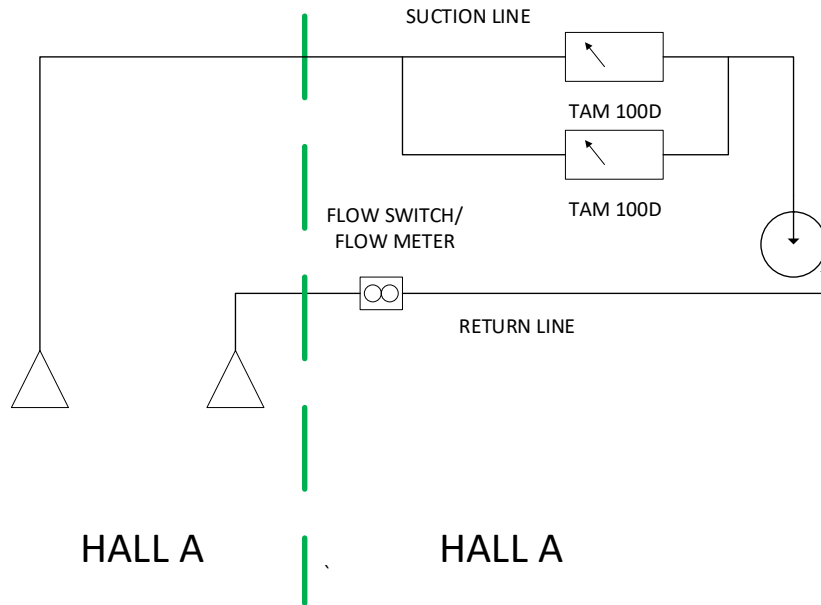 SUCTION LINE
TAM 100D
TAM 100D
FLOW SWITCH/
FLOW METER
RETURN LINE
HALL A
HALL A
`